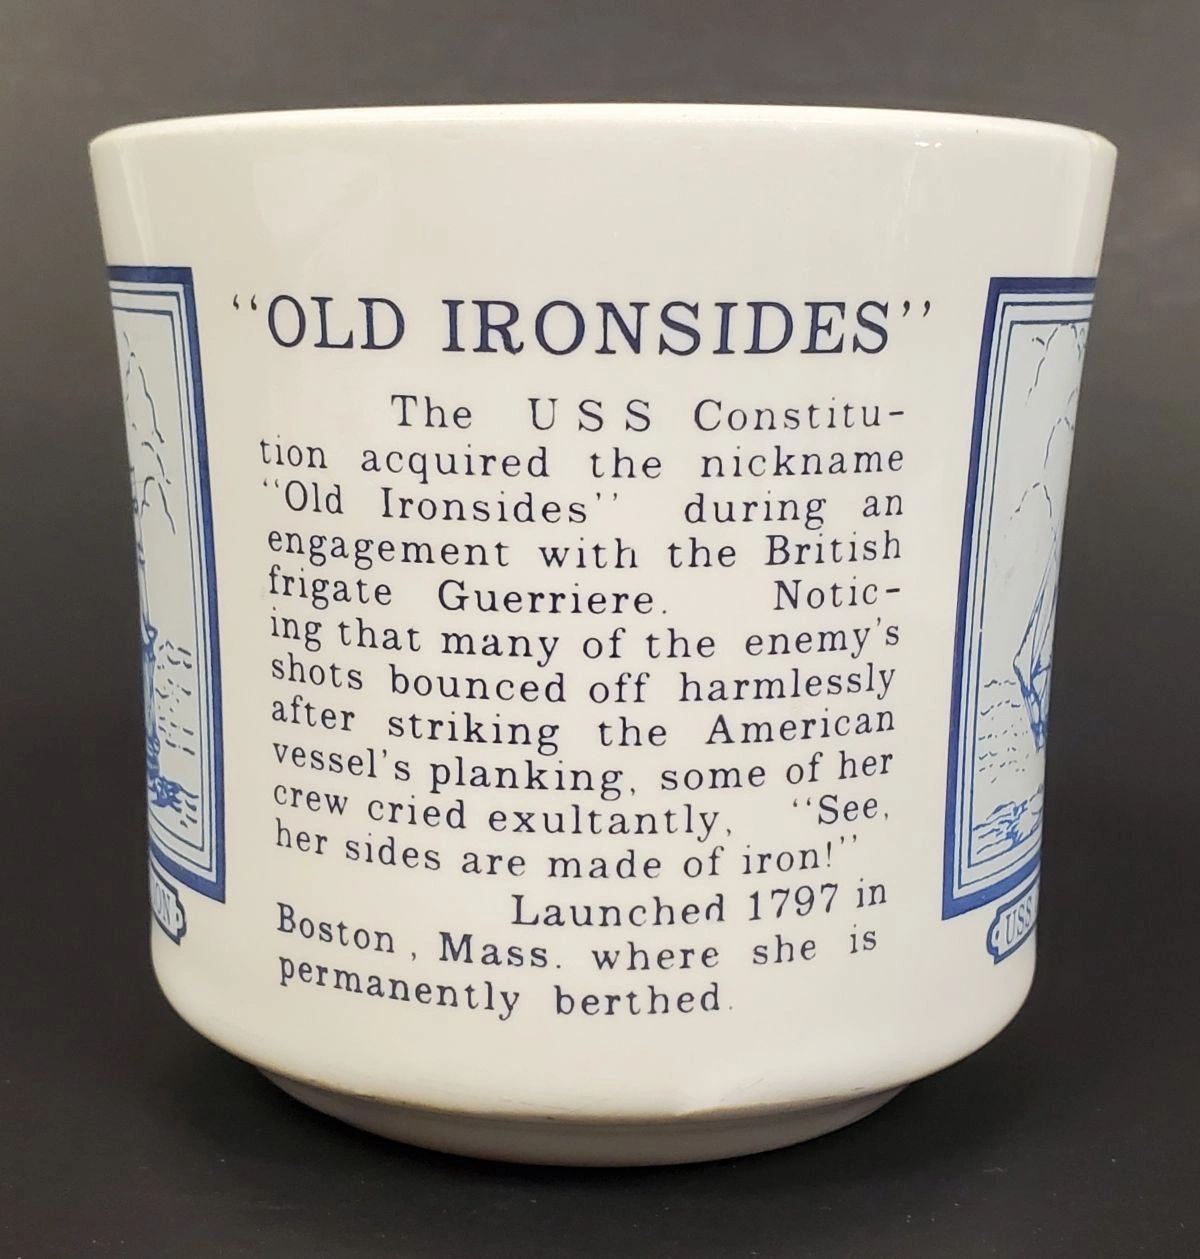 ‘‘OLD IRONSIDES’’
The U S S Constitu-
tion acquired the nickname
‘‘Old Ironsides’’ during an
engagement with the British
frigate Guerriere. Notic-
ing that many of the enemy's
shots bounced off harmlessly
after striking the American
vessel's planking, some of her
crew cried exultantly, ‘‘See,
her sides are made of iron!’’
Launched 1797 in
Boston, Mass. where she is
permanently berthed.
ON
USS